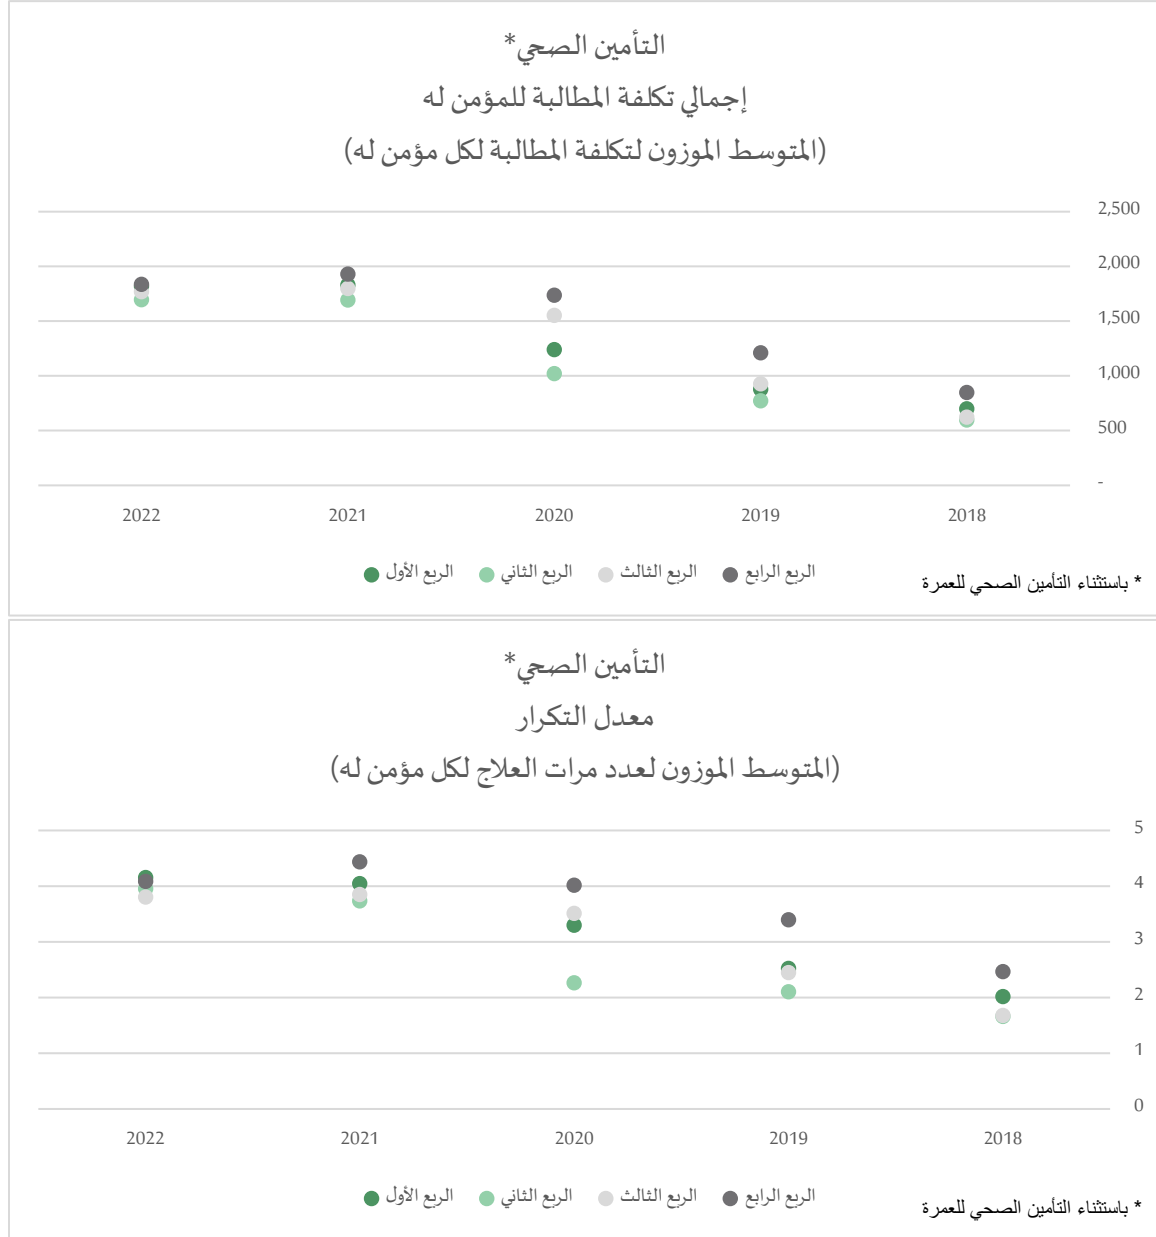 التأمين الصحي*
إجمالي تكلفة المطالبة للمؤمن له
(المتوسط الموزون لتكلفة المطالبة لكل مؤمن له)
2,500
2,000
1,500
1,000
500
-
2018 2019 2020 2021 2022
الربع الرابع الربع الثالث الربع الثاني الربع الأول
* باستثناء التأمين الصحي للعمرة
التأمين الصحي*
معدل التكرار
(المتوسط الموزون لعدد مرات العلاج لكل مؤمن له)
5
4
3
2
1
0
2018 2019 2020 2021 2022
الربع الرابع الربع الثالث الربع الثاني الربع الأول
* باستثناء التأمين الصحي للعمرة